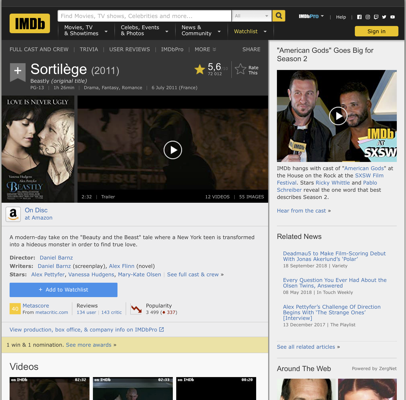 IMDb
Find Movies, TV shows, Celebrities and more...
All
IMDbPro
Help
Movies, TV & Showtimes
Celebs, Events & Photos
News & Community
Watchlist
Sign in
FULL CAST AND CREW | TRIVIA | USER REVIEWS | IMDbPro | MORE
SHARE
Sortilège (2011)
Beastly (original title)
PG-13 | 1h 26min | Drama, Fantasy, Romance | 6 July 2011 (France)
5,6
Rate This
LOVE IS NEVER UGLY
BEASTLY
2:32 | Trailer
12 VIDEOS | 55 IMAGES
On Disc
at Amazon
A modern-day take on the "Beauty and the Beast" tale where a New York teen is transformed
into a hideous monster in order to find true love.
Director: Daniel Barnz
Writers: Daniel Barnz (screenplay), Alex Flinn (novel)
Stars: Alex Pettyfer, Vanessa Hudgens, Mary-Kate Olsen | See full cast & crew »
+ Add to Watchlist
Metascore
From metacritic.com
Reviews
134 user | 143 critic
Popularity
3 499 (337)
View production, box office, & company info on IMDbPro
1 win & 1 nomination. See more awards »
Videos
02:32
02:33
00:28
"American Gods" Goes Big for
Season 2
IMDb
at
SXSW
IMDb hangs with cast of "American Gods" at
the House on the Rock at the SXSW Film
Festival. Stars Ricky Whittle and Pablo
Schreiber reveal the one word that best
describes Season 2.
Hear from the cast »
Related News
Deadmau5 to Make Film-Scoring Debut
With Jonas Akerlund's 'Polar'
18 September 2018 | Variety
Every Question You Ever Had About the
Olsen Twins, Answered
08 May 2018 | In Touch Weekly
Alex Pettyfer's Challenge Of Direction
Begins With 'The Strange Ones'
[Interview]
13 December 2017 | The Playlist
See all related articles »
Around The Web
Powered by ZergNet